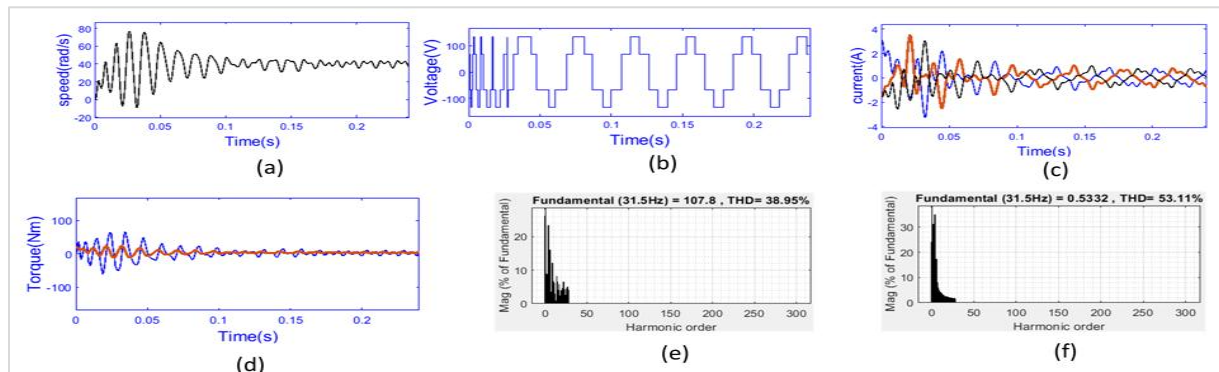 speed(rad/s)
80
60
40
20
0
-20
0
0.05
0.1
0.15
0.2
Time(s)
(a)
Voltage(V)
100
0
-100
0
0.05
0.1
0.15
0.2
Time(s)
(b)
current(A)
4
2
0
-2
-4
0
0.05
0.1
0.15
0.2
Time(s)
(c)
Torque(Nm)
100
0
-100
0
0.05
0.1
0.15
0.2
Time(s)
(d)
Fundamental (31.5Hz) = 107.8 , THD= 38.95%
Mag (% of Fundamental)
20
10
0
0
50
100
150
200
250
300
Harmonic order
(e)
Fundamental (31.5Hz) = 0.5332 , THD= 53.11%
Mag (% of Fundamental)
30
20
10
0
0
50
100
150
200
250
300
Harmonic order
(f)